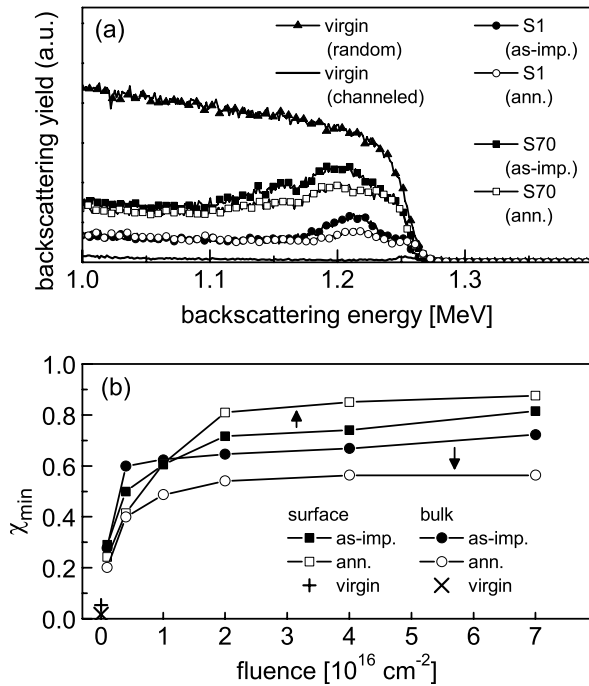 (a)
virgin
(random)
virgin
(channeled)
S1
(as-imp.)
S1
(ann.)
S70
(as-imp.)
S70
(ann.)
backscattering yield (a.u.)
1.0 1.1 1.2 1.3
backscattering energy [MeV]
(b)
1.0
0.8
0.6
0.4
0.2
0.0
χmin
surface bulk
as-imp. as-imp.
ann. ann.
virgin virgin
0 1 2 3 4 5 6 7
fluence [10¹⁶ cm⁻²]